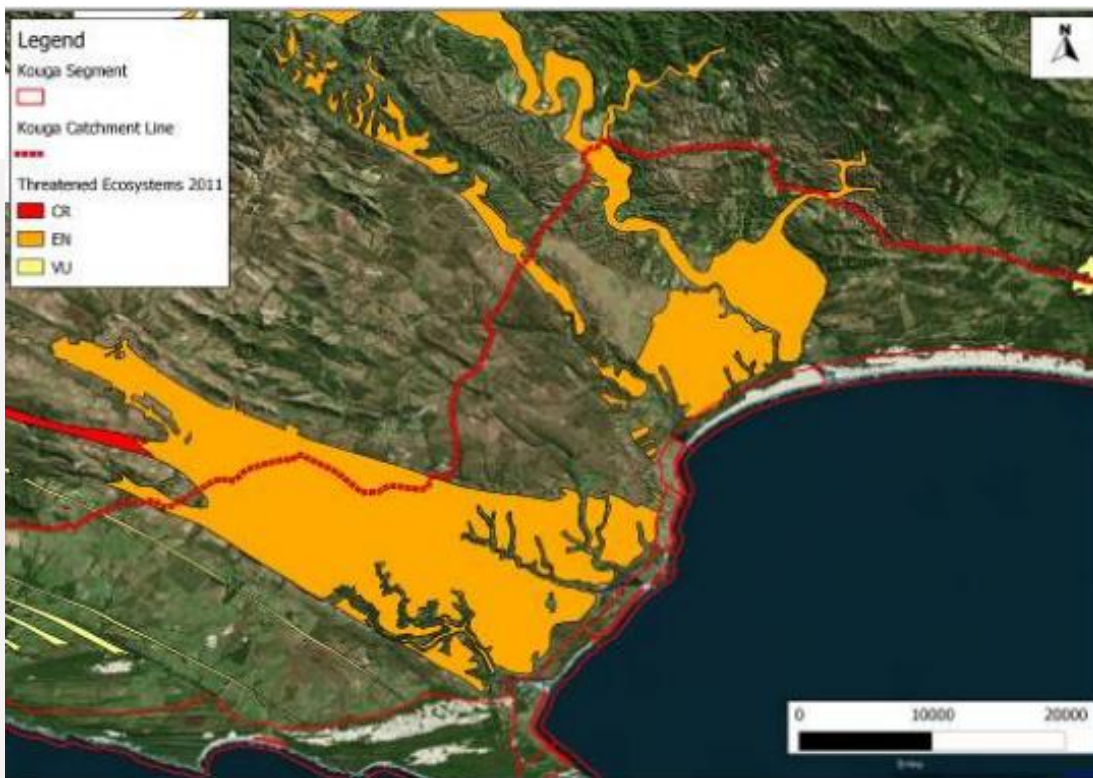 Legend
Kouga Segment
Kouga Catchment Line
Threatened Ecosystems 2011
CR
EN
VU
N
0 10000 20000